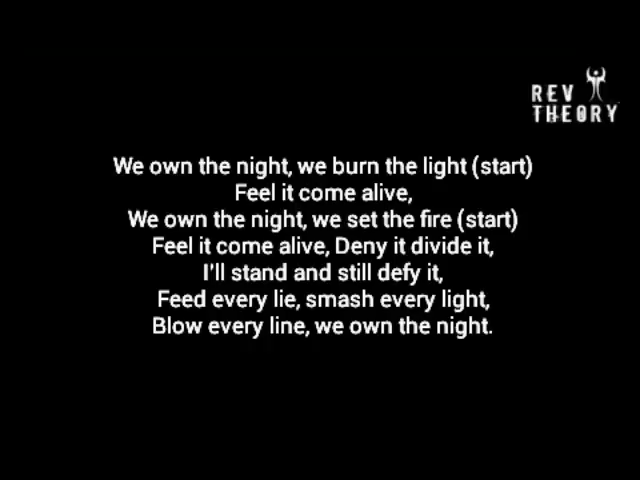 REV
THEORY
We own the night, we burn the light (start)
Feel it come alive,
We own the night, we set the fire (start)
Feel it come alive, Deny it divide it,
I'll stand and still defy it,
Feed every lie, smash every light,
Blow every line, we own the night.